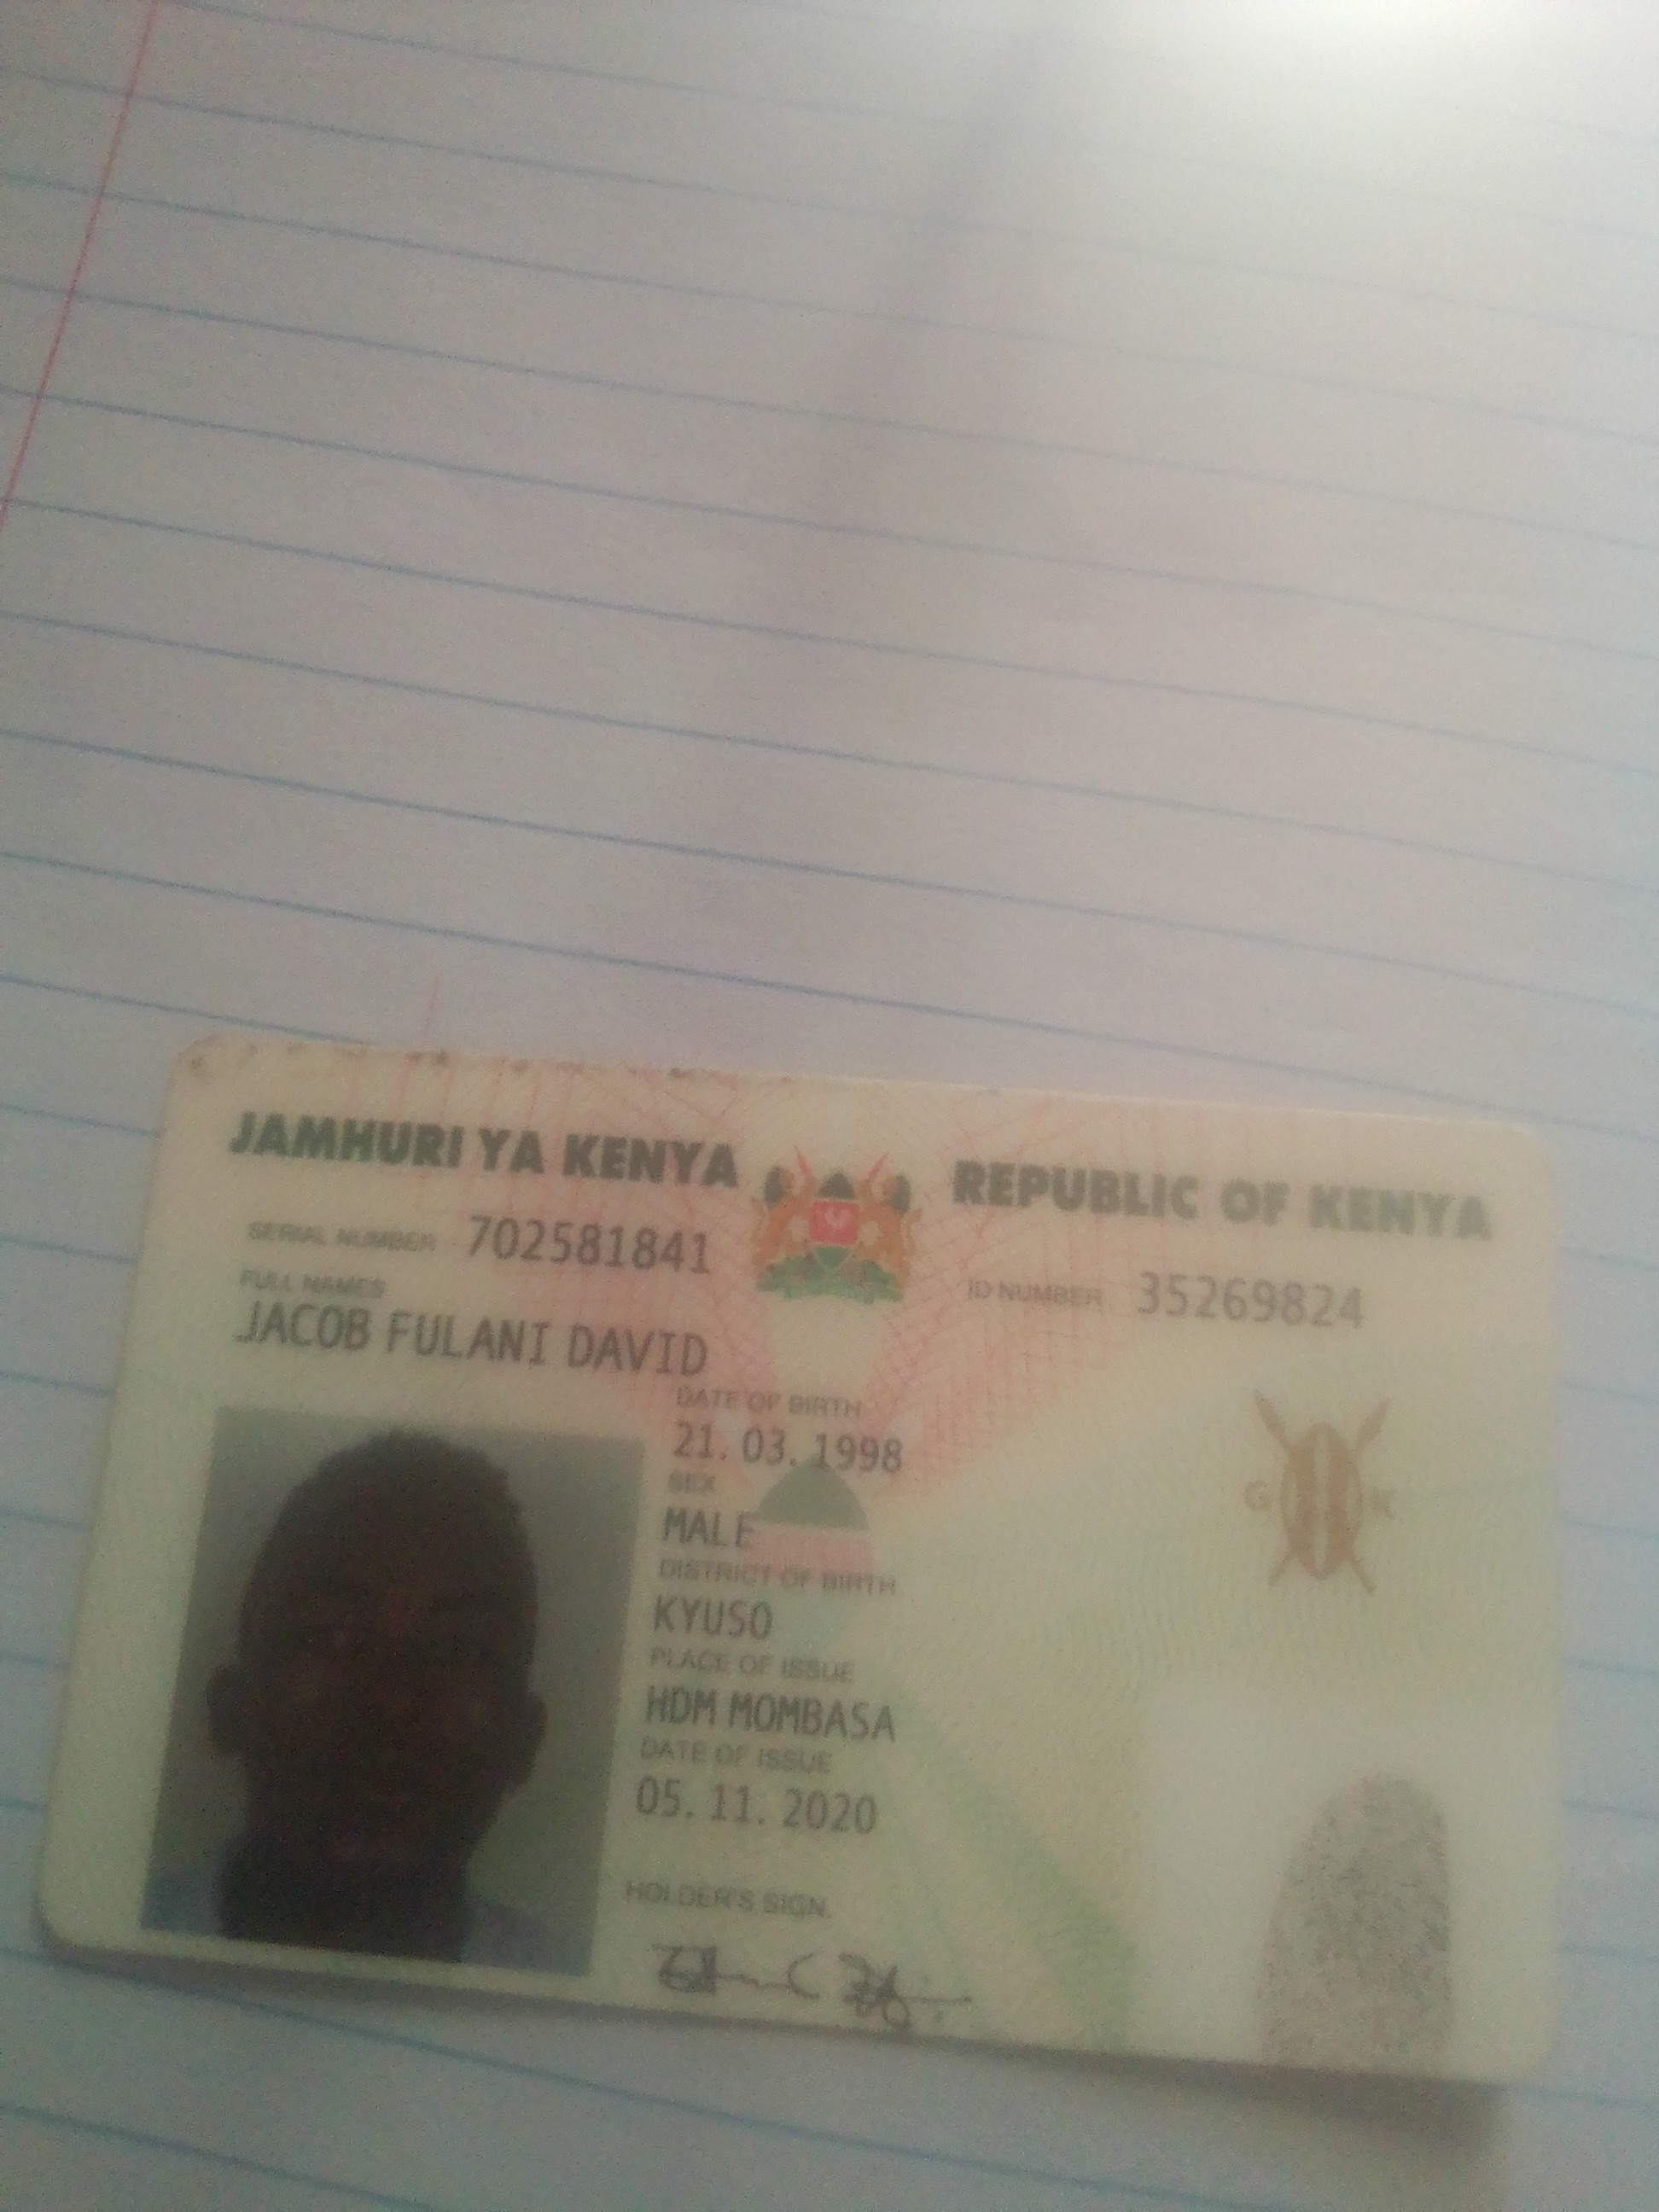 JAMHURI YA KENYA REPUBLIC OF KENYA
SERIAL NUMBER 702581841
ID NUMBER 35269824
FULL NAMES
JACOB FULANI DAVID
DATE OF BIRTH
21. 03. 1998
SEX
MALE
DISTRICT OF BIRTH
KYUSO
PLACE OF ISSUE
HDM MOMBASA
DATE OF ISSUE
05. 11. 2020
HOLDER'S SIGN.
G K